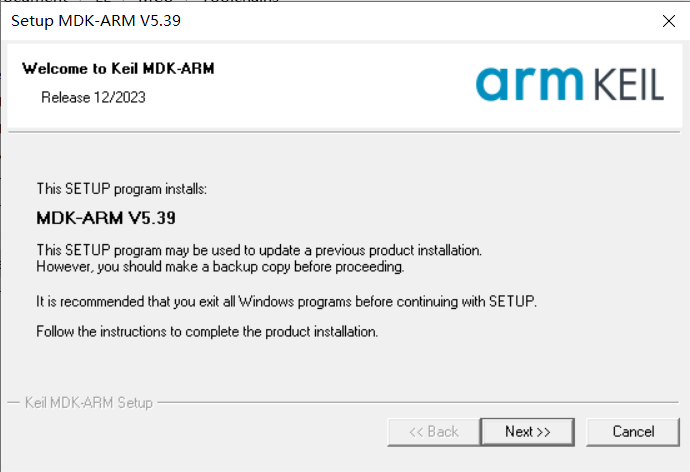 Setup MDK-ARM V5.39
Welcome to Keil MDK-ARM
Release 12/2023
arm KEIL
This SETUP program installs:
MDK-ARM V5.39
This SETUP program may be used to update a previous product installation.
However, you should make a backup copy before proceeding.
It is recommended that you exit all Windows programs before continuing with SETUP.
Follow the instructions to complete the product installation.
Keil MDK-ARM Setup
<< Back
Next >>
Cancel